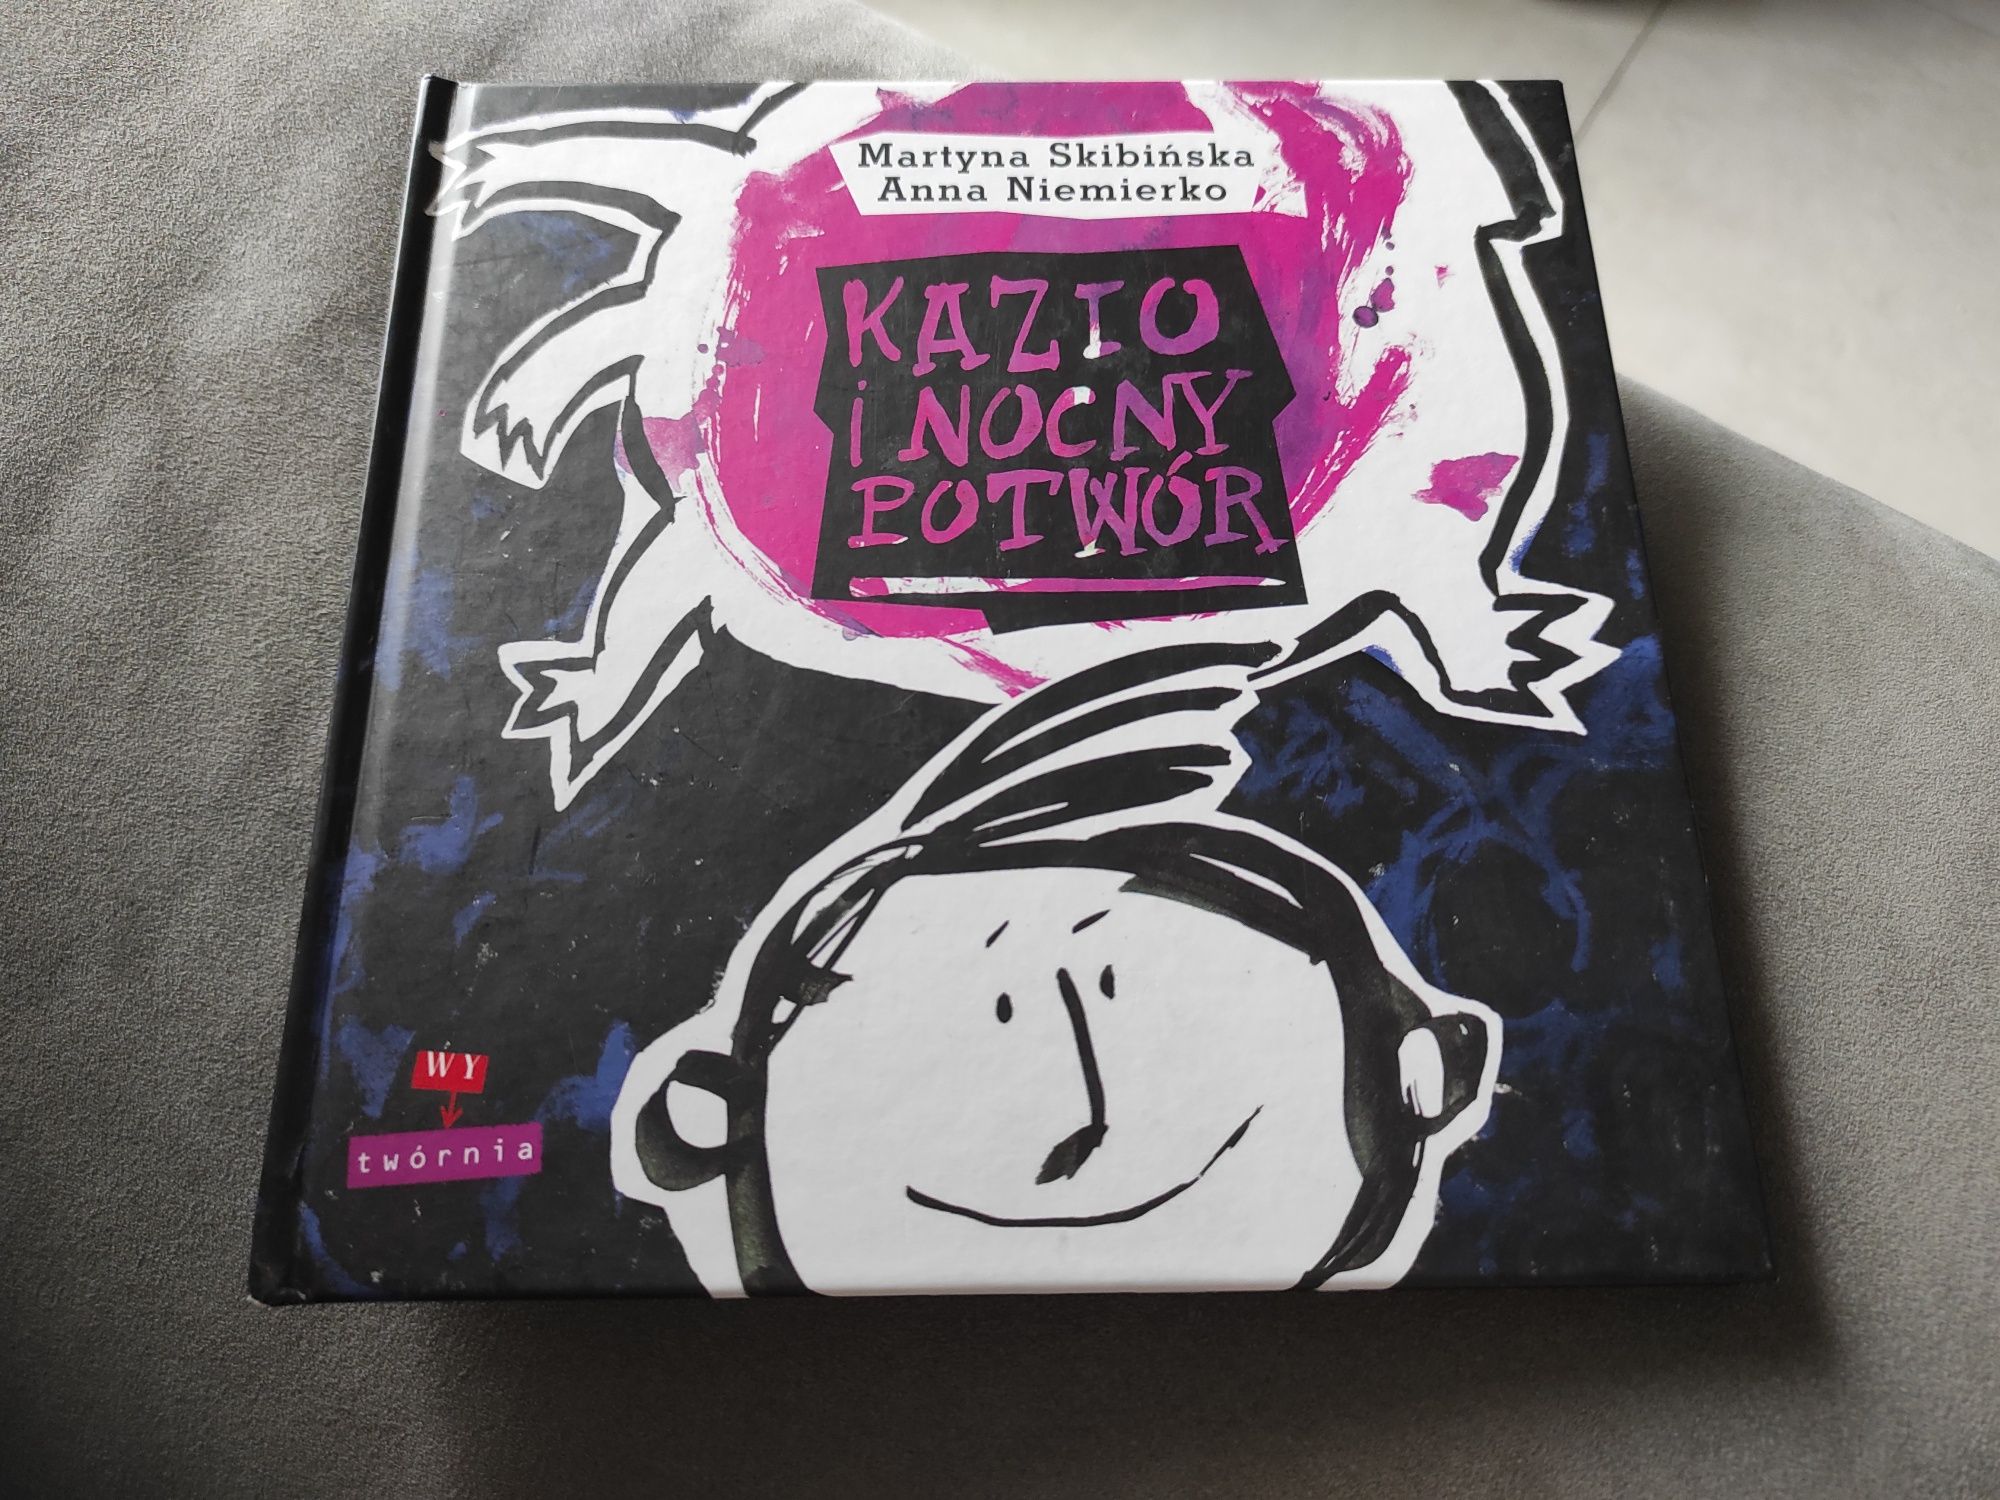 Martyna Skibińska
Anna Niemierko
KAZIO
i NOCNY
POTWÓR
WY
twórnia